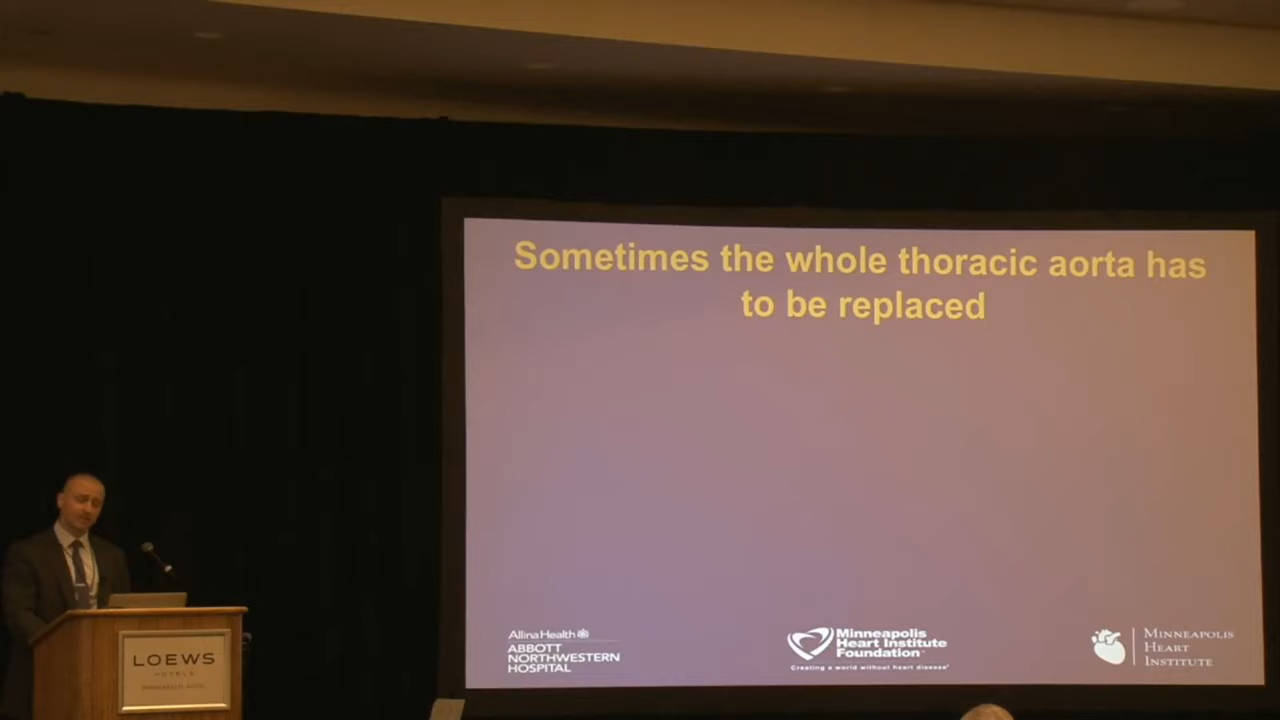 Sometimes the whole thoracic aorta has
to be replaced
Allina Health
ABBOTT
NORTHWESTERN
HOSPITAL
Minneapolis
Heart Institute
Foundation
Creating a world without heart disease
MINNEAPOLIS
HEART
INSTITUTE
LOEWS
HOTELS